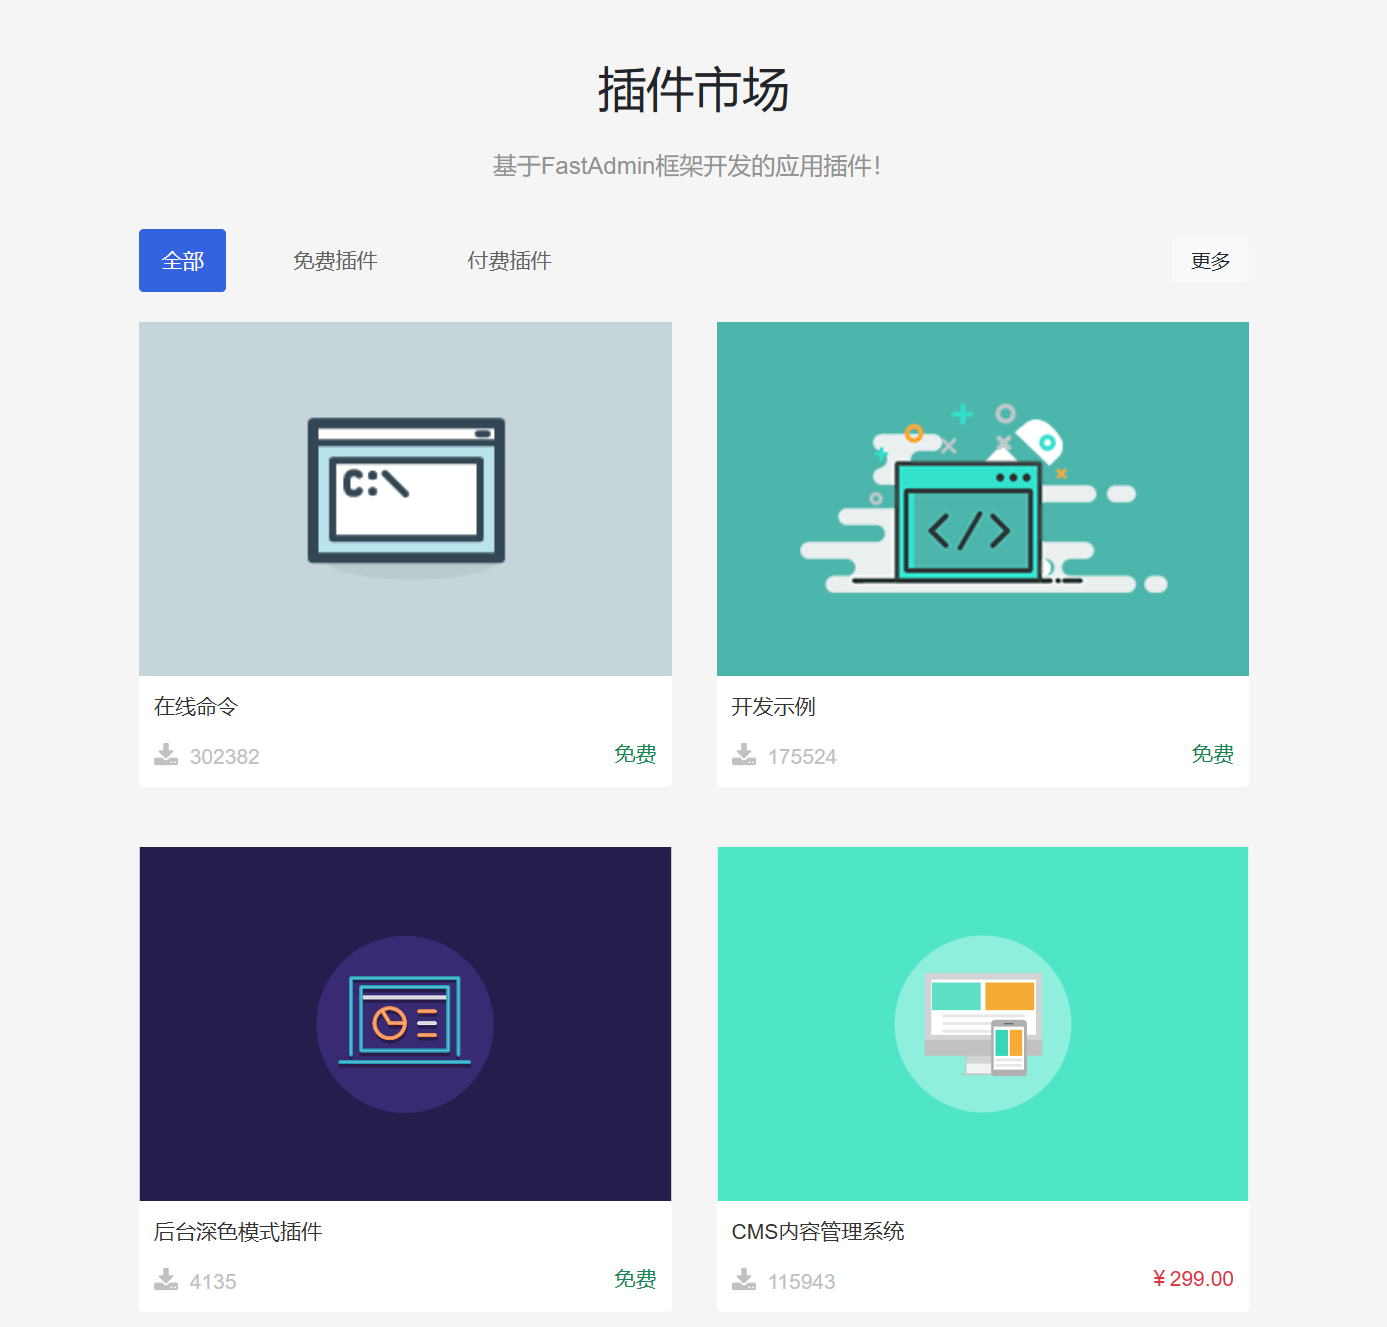 插件市场
基于FastAdmin框架开发的应用插件！
全部 免费插件 付费插件 更多
C:\
</>
在线命令
302382 免费
开发示例
175524 免费
后台深色模式插件
4135 免费
CMS内容管理系统
115943 ¥ 299.00